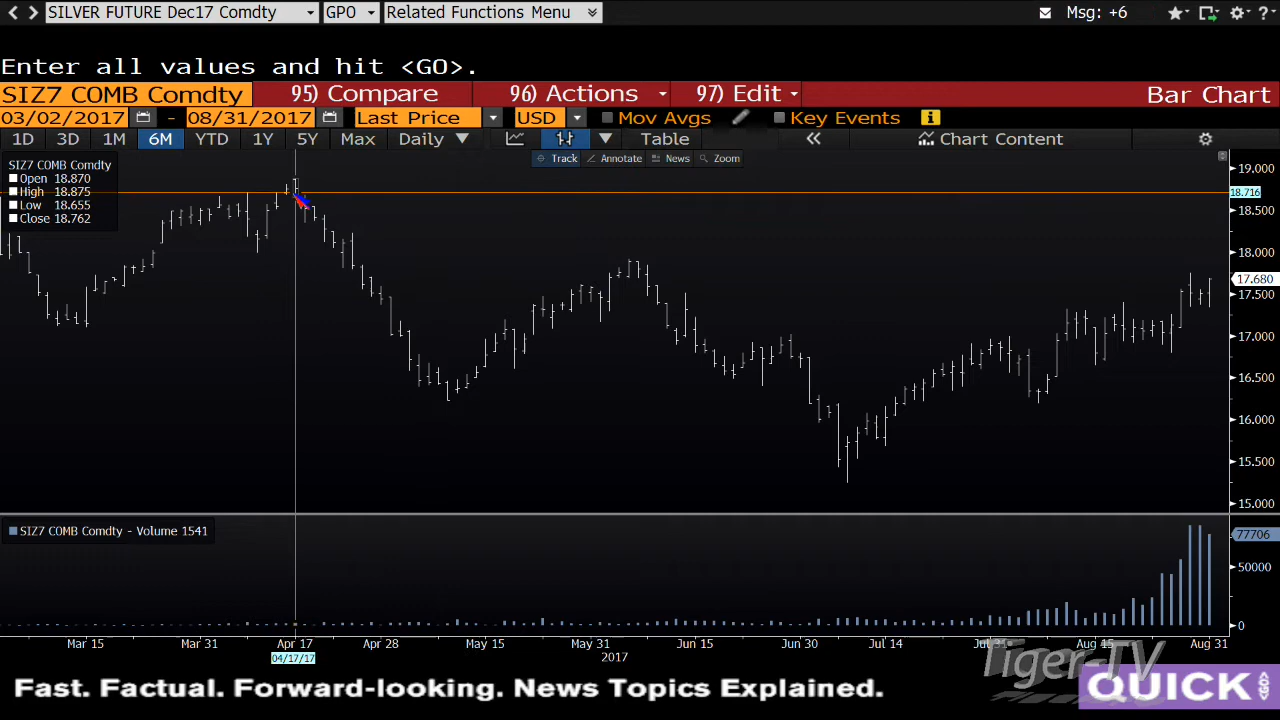 SILVER FUTURE Dec17 Comdty GPO Related Functions Menu Msg: +6
Enter all values and hit <GO>.
SIZ7 COMB Comdty 95) Compare 96) Actions 97) Edit Bar Chart
03/02/2017 - 08/31/2017 Last Price USD Mov Avgs Key Events
1D 3D 1M 6M YTD 1Y 5Y Max Daily Table Chart Content
Track Annotate News Zoom
SIZ7 COMB Comdty
Open 18.870
High 18.875
Low 18.655
Close 18.762
19.000
18.716
18.500
18.000
17.680
17.500
17.000
16.500
16.000
15.500
15.000
SIZ7 COMB Comdty - Volume 1541
77706
50000
0
Mar 15 Mar 31 Apr 17 Apr 28 May 15 May 31 Jun 15 Jun 30 Jul 14 Jul 31 Aug 15 Aug 31
04/17/17 2017
Tiger-TV
Fast. Factual. Forward-looking. News Topics Explained. QUICK <GO>